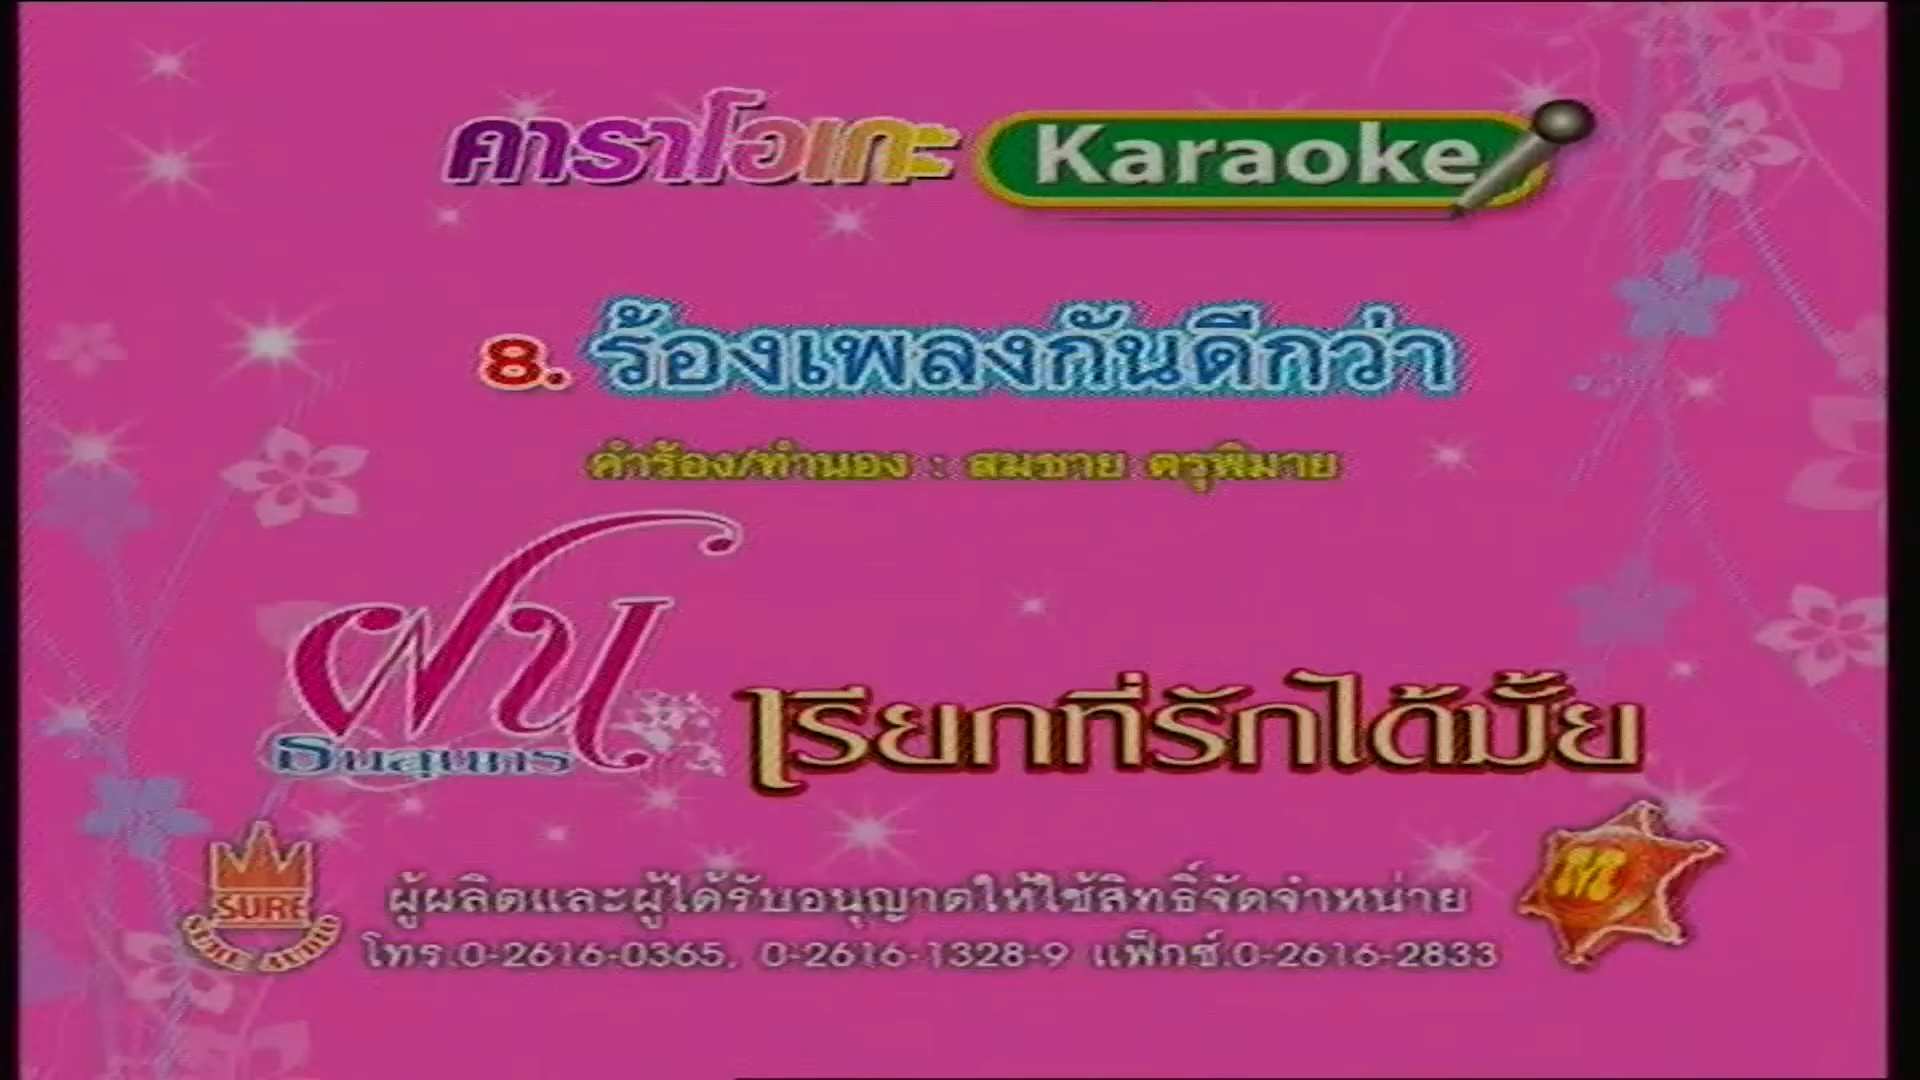 คาราโอเกะ Karaoke
8. ร้องเพลงกันดีกว่า
คำร้อง/ทำนอง : สมชาย ตรุพิมาย
ฝน
ธนสุนทร
เรียกที่รักได้มั้ย
SURE
SURE AUDIO
ผู้ผลิตและผู้ได้รับอนุญาตให้ใช้สิทธิ์จัดจำหน่าย
โทร.0-2616-0365, 0-2616-1328-9 แฟ็กซ์.0-2616-2833